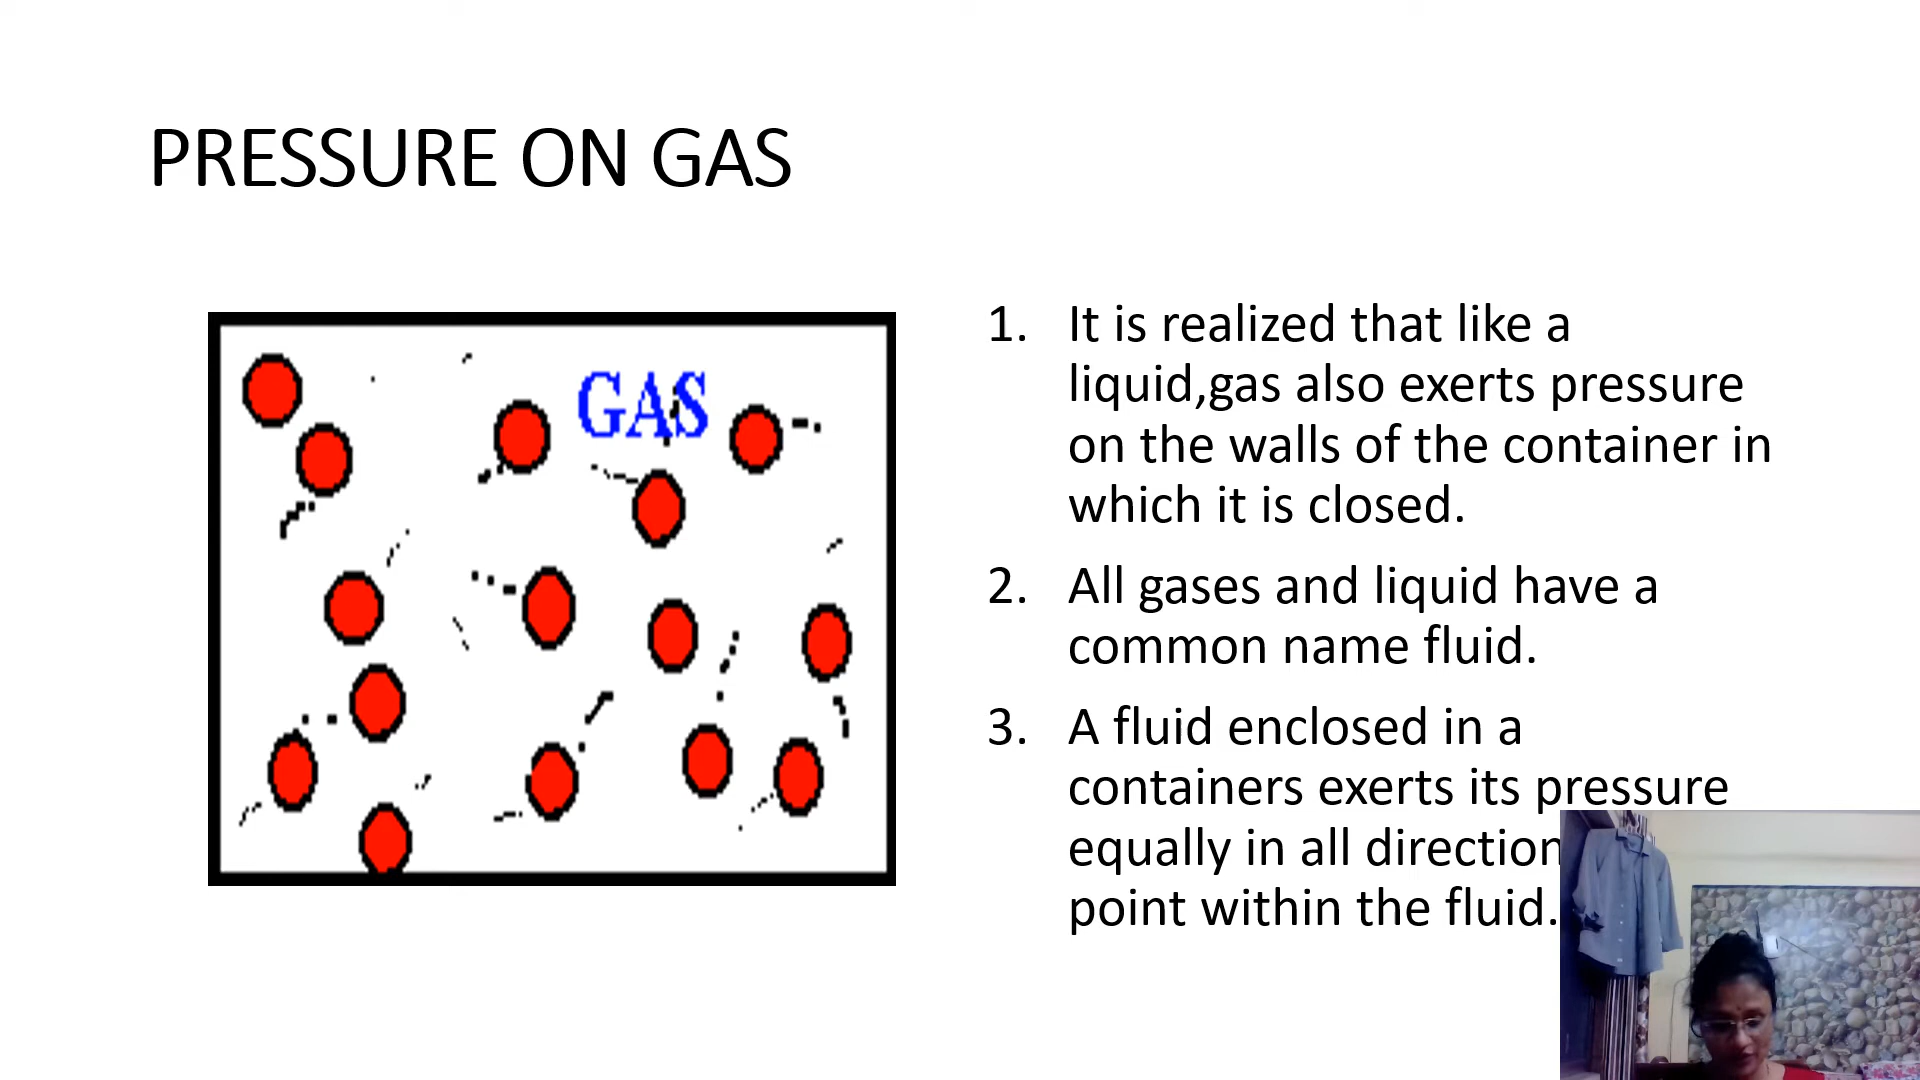 PRESSURE ON GAS
GAS
1. It is realized that like a
liquid,gas also exerts pressure
on the walls of the container in
which it is closed.
2. All gases and liquid have a
common name fluid.
3. A fluid enclosed in a
containers exerts its pressure
equally in all direction
point within the fluid.